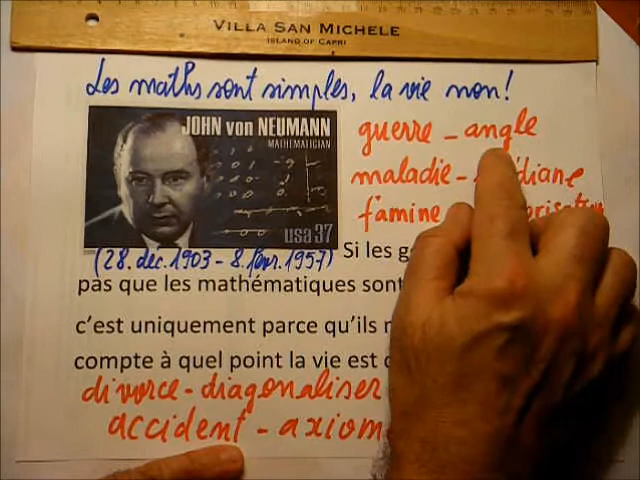 VILLA SAN MICHELE
ISLAND OF CAPRI
Les maths sont simples, la vie non!
JOHN von NEUMANN
MATHEMATICIAN
usa 37
guerre - angle
maladie -
famine
(28. déc. 1903 - 8. févr. 1957)
Si les
pas que les mathématiques sont
c'est uniquement parce qu'ils
compte à quel point la vie est
divorce - diagonaliser
accident - axiom